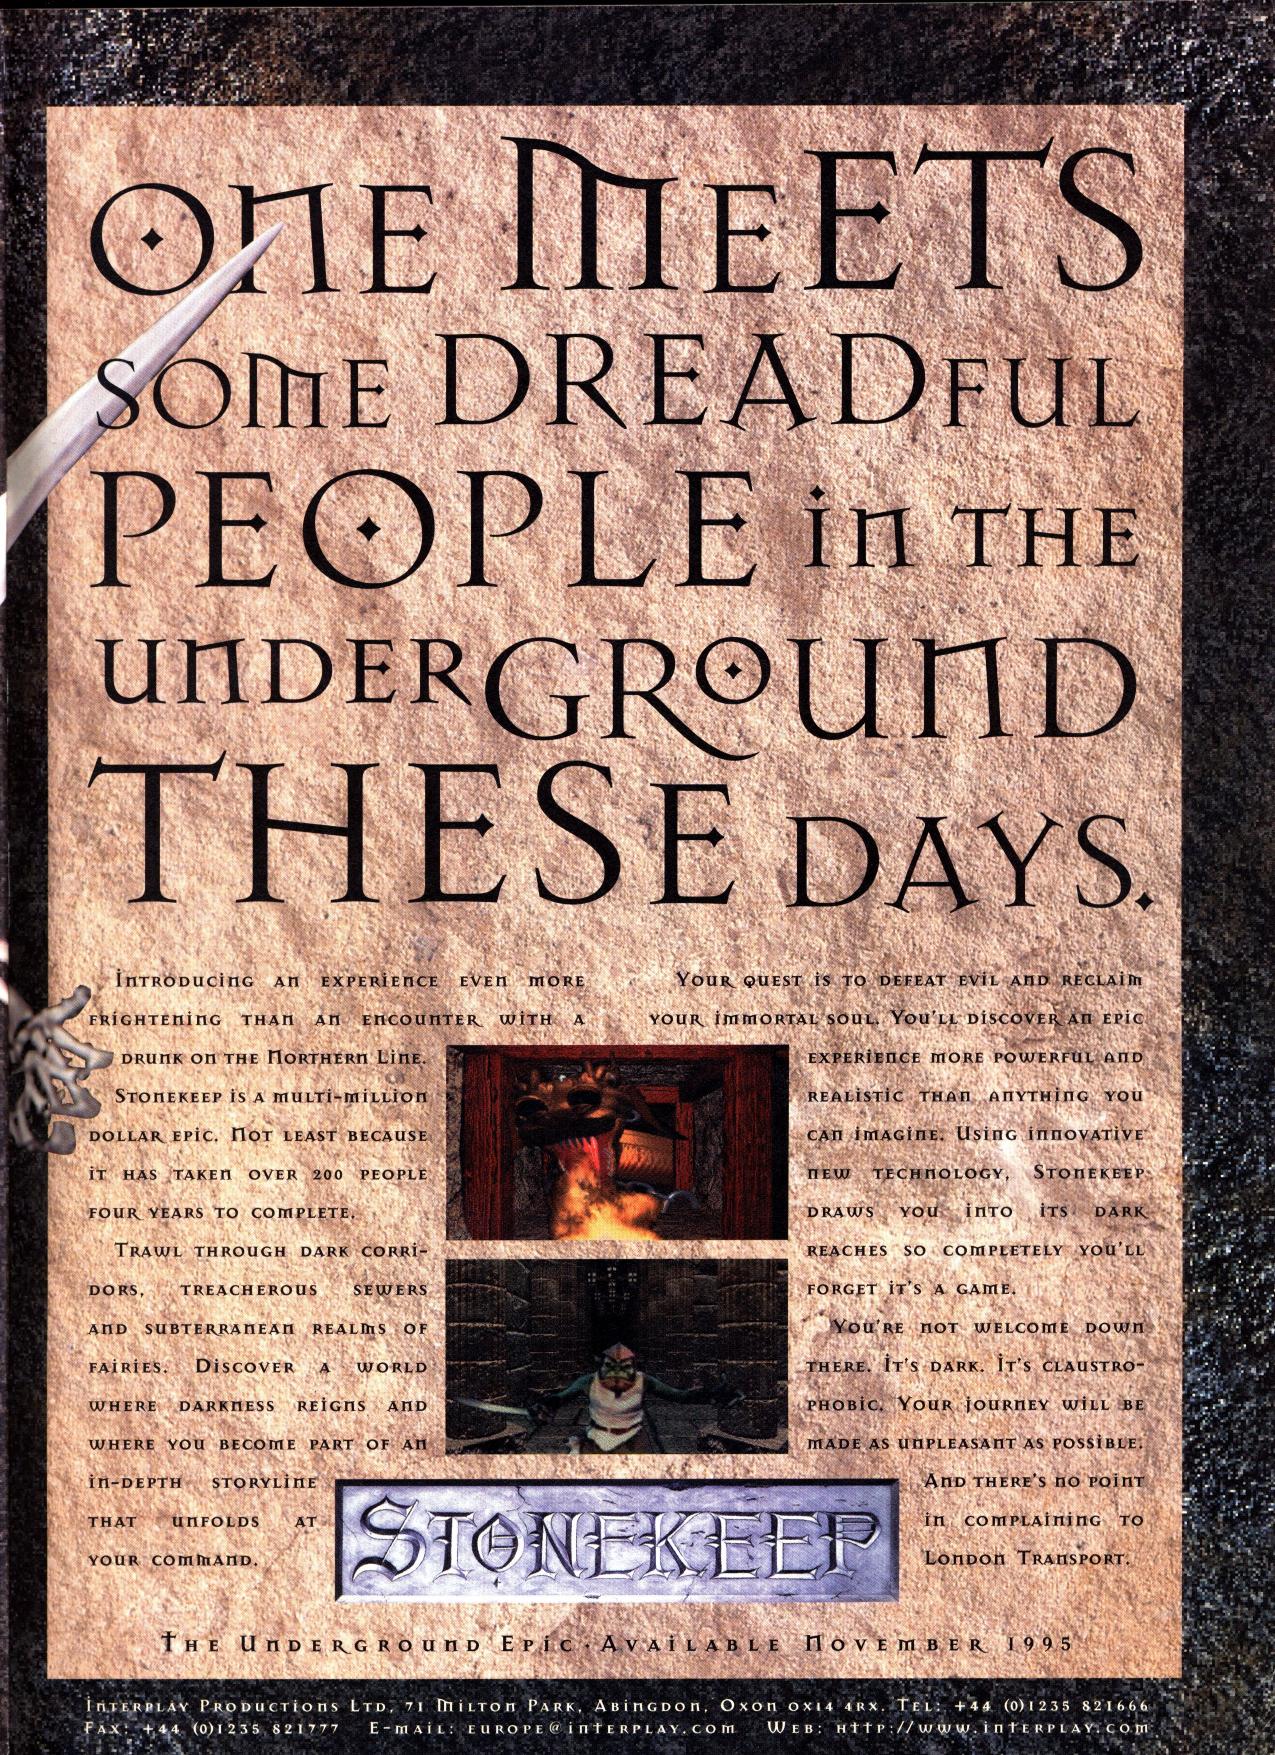 ONE MEETS
SOME DREADFUL
PEOPLE IN THE
UNDERGROUND
THESE DAYS.
INTRODUCING AN EXPERIENCE EVEN MORE
FRIGHTENING THAN AN ENCOUNTER WITH A
DRUNK ON THE NORTHERN LINE.
STONEKEEP IS A MULTI-MILLION
DOLLAR EPIC. NOT LEAST BECAUSE
IT HAS TAKEN OVER 200 PEOPLE
FOUR YEARS TO COMPLETE.
TRAWL THROUGH DARK CORRI-
DORS, TREACHEROUS SEWERS
AND SUBTERRANEAN REALMS OF
FAIRIES. DISCOVER A WORLD
WHERE DARKNESS REIGNS AND
WHERE YOU BECOME PART OF AN
IN-DEPTH STORYLINE
THAT UNFOLDS AT
YOUR COMMAND.
YOUR QUEST IS TO DEFEAT EVIL AND RECLAIM
YOUR IMMORTAL SOUL. YOU'LL DISCOVER AN EPIC
EXPERIENCE MORE POWERFUL AND
REALISTIC THAN ANYTHING YOU
CAN IMAGINE. USING INNOVATIVE
NEW TECHNOLOGY, STONEKEEP
DRAWS YOU INTO ITS DARK
REACHES SO COMPLETELY YOU'LL
FORGET IT'S A GAME.
YOU'RE NOT WELCOME DOWN
THERE. IT'S DARK. IT'S CLAUSTRO-
PHOBIC. YOUR JOURNEY WILL BE
MADE AS UNPLEASANT AS POSSIBLE.
AND THERE'S NO POINT
IN COMPLAINING TO
LONDON TRANSPORT.
STONEKEEP
THE UNDERGROUND EPIC · AVAILABLE NOVEMBER 1995
INTERPLAY PRODUCTIONS LTD, 71 MILTON PARK, ABINGDON, OXON OX14 4RX. TEL: +44 (0)1235 821666
FAX: +44 (0)1235 821777 E-MAIL: EUROPE@INTERPLAY.COM WEB: HTTP://WWW.INTERPLAY.COM